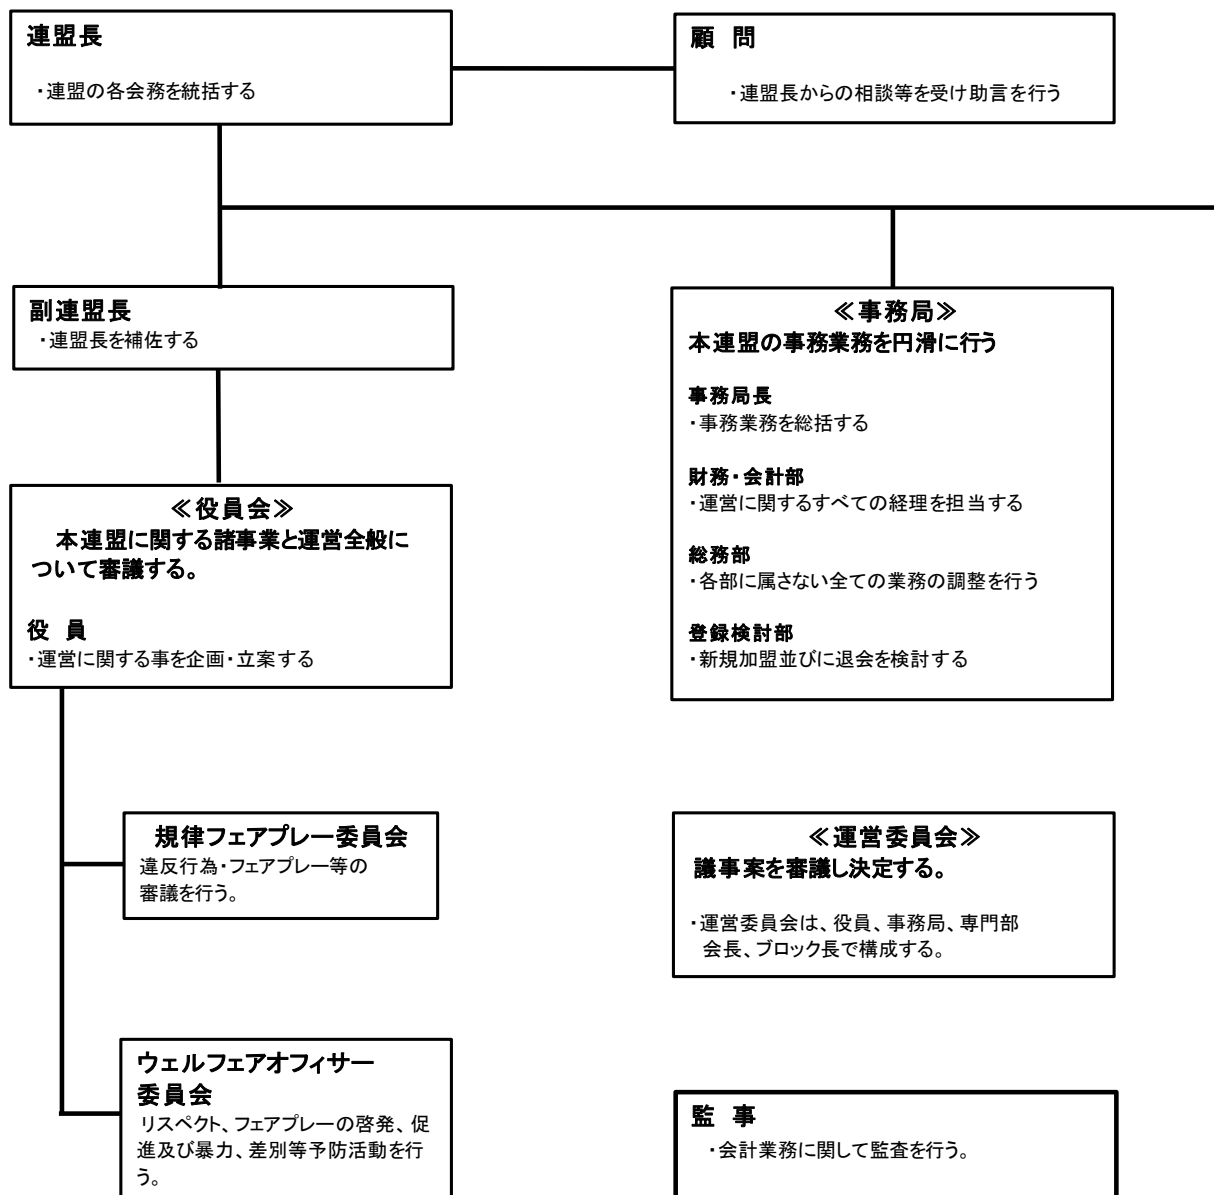 連盟長
・連盟の各会務を統括する
顧　問
・連盟長からの相談等を受け助言を行う
副連盟長
・連盟長を補佐する
≪事務局≫
本連盟の事務業務を円滑に行う
事務局長
・事務業務を総括する
財務・会計部
・運営に関するすべての経理を担当する
総務部
・各部に属さない全ての業務の調整を行う
登録検討部
・新規加盟並びに退会を検討する
≪役員会≫
本連盟に関する諸事業と運営全般に
ついて審議する。
役　員
・運営に関する事を企画・立案する
規律フェアプレー委員会
違反行為・フェアプレー等の
審議を行う。
≪運営委員会≫
議事案を審議し決定する。
・運営委員会は、役員、事務局、専門部
会長、ブロック長で構成する。
ウェルフェアオフィサー
委員会
リスペクト、フェアプレーの啓発、促
進及び暴力、差別等予防活動を行
う。
監　事
・会計業務に関して監査を行う。